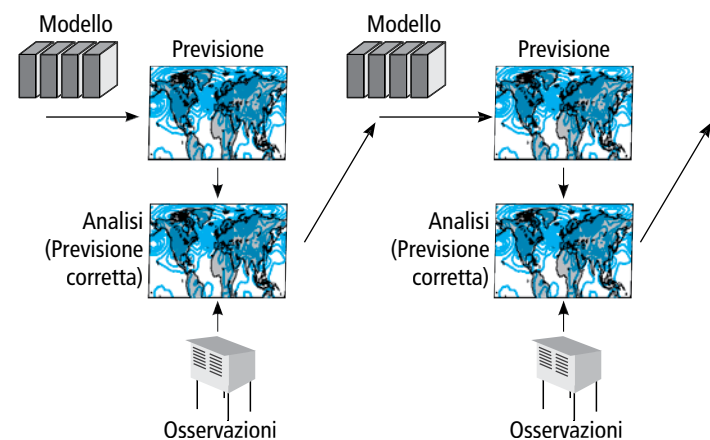 Modello
Previsione
Modello
Previsione
Analisi
(Previsione
corretta)
Analisi
(Previsione
corretta)
Osservazioni
Osservazioni